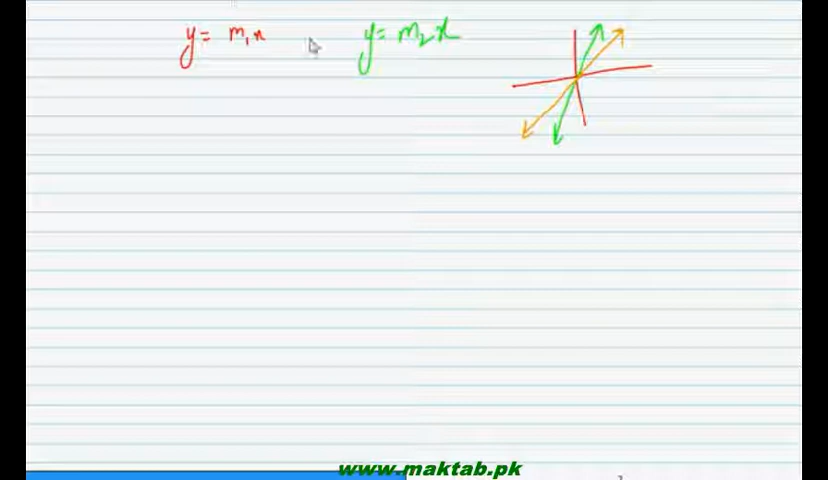 y = m₁x y = m₂x
www.maktab.pk